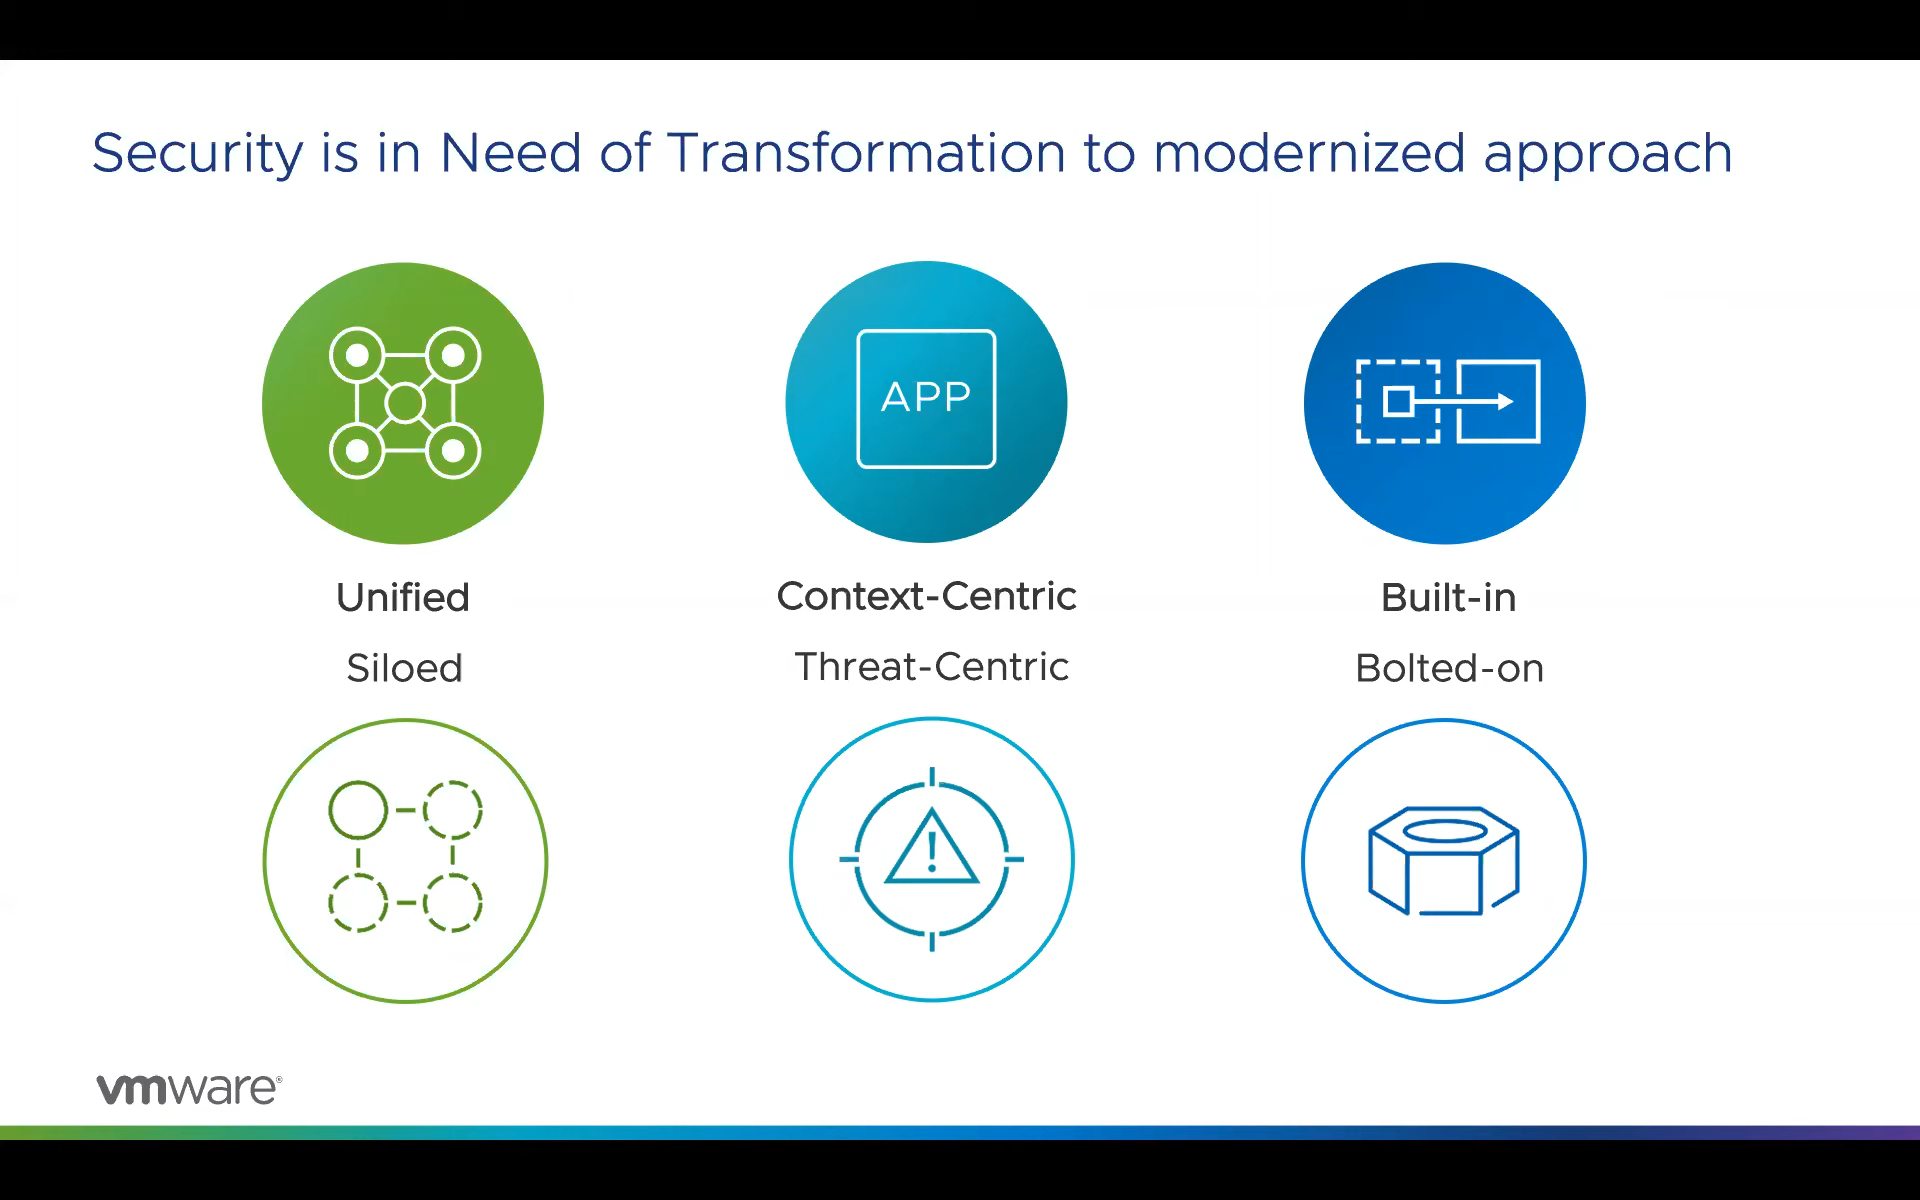 Security is in Need of Transformation to modernized approach
APP
Unified
Context-Centric
Built-in
Siloed
Threat-Centric
Bolted-on
!
vmware®